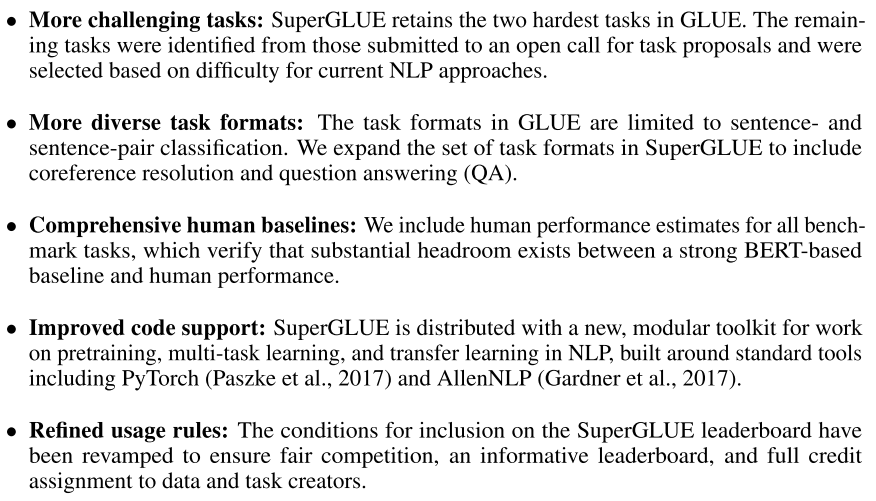 • More challenging tasks: SuperGLUE retains the two hardest tasks in GLUE. The remain-
ing tasks were identified from those submitted to an open call for task proposals and were
selected based on difficulty for current NLP approaches.
• More diverse task formats: The task formats in GLUE are limited to sentence- and
sentence-pair classification. We expand the set of task formats in SuperGLUE to include
coreference resolution and question answering (QA).
• Comprehensive human baselines: We include human performance estimates for all bench-
mark tasks, which verify that substantial headroom exists between a strong BERT-based
baseline and human performance.
• Improved code support: SuperGLUE is distributed with a new, modular toolkit for work
on pretraining, multi-task learning, and transfer learning in NLP, built around standard tools
including PyTorch (Paszke et al., 2017) and AllenNLP (Gardner et al., 2017).
• Refined usage rules: The conditions for inclusion on the SuperGLUE leaderboard have
been revamped to ensure fair competition, an informative leaderboard, and full credit
assignment to data and task creators.